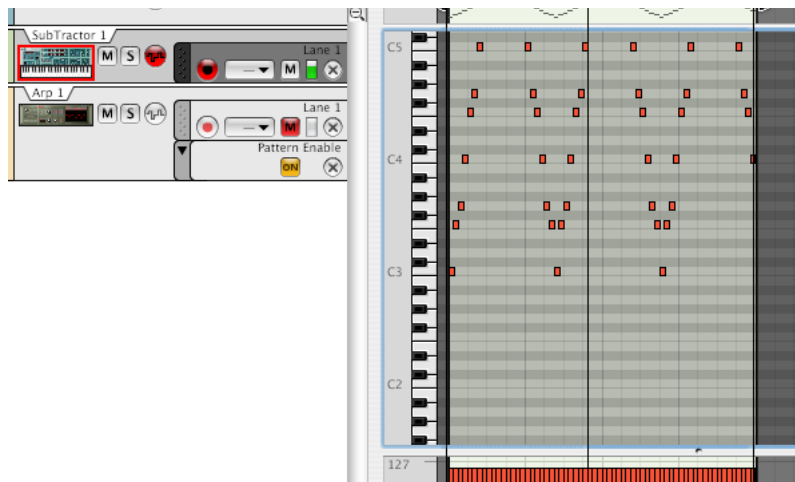 SubTractor 1
M S
Lane 1
M
Arp 1
M S
Lane 1
M
Pattern Enable
ON
C5
C4
C3
C2
127